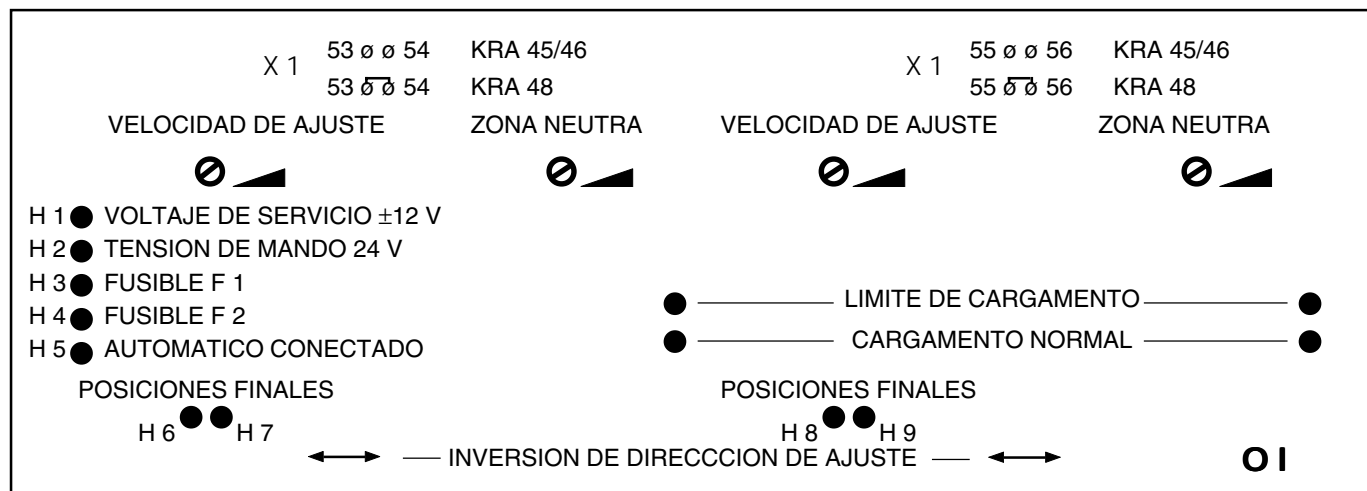 X 1 53 ø ø 54 KRA 45/46 X 1 55 ø ø 56 KRA 45/46
53 ø ø 54 KRA 48 55 ø ø 56 KRA 48
VELOCIDAD DE AJUSTE ZONA NEUTRA VELOCIDAD DE AJUSTE ZONA NEUTRA
H 1 VOLTAJE DE SERVICIO ±12 V
H 2 TENSION DE MANDO 24 V
H 3 FUSIBLE F 1
LIMITE DE CARGAMENTO
H 4 FUSIBLE F 2
CARGAMENTO NORMAL
H 5 AUTOMATICO CONECTADO
POSICIONES FINALES POSICIONES FINALES
H 6 H 7 H 8 H 9
INVERSION DE DIRECCCION DE AJUSTE O I